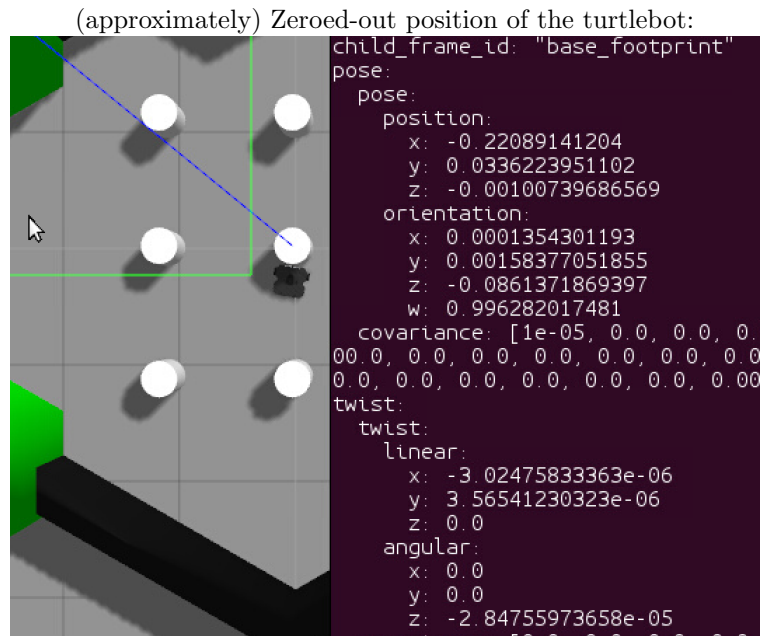 (approximately) Zeroed-out position of the turtlebot:
child_frame_id: "base_footprint"
pose:
pose:
position:
x: -0.22089141204
y: 0.0336223951102
z: -0.00100739686569
orientation:
x: 0.0001354301193
y: 0.00158377051855
z: -0.0861371869397
w: 0.996282017481
covariance: [1e-05, 0.0, 0.0, 0.
00.0, 0.0, 0.0, 0.0, 0.0, 0.0
0.0, 0.0, 0.0, 0.0, 0.0, 0.00
twist:
twist:
linear:
x: -3.02475833363e-06
y: 3.56541230323e-06
z: 0.0
angular:
x: 0.0
y: 0.0
z: -2.84755973658e-05